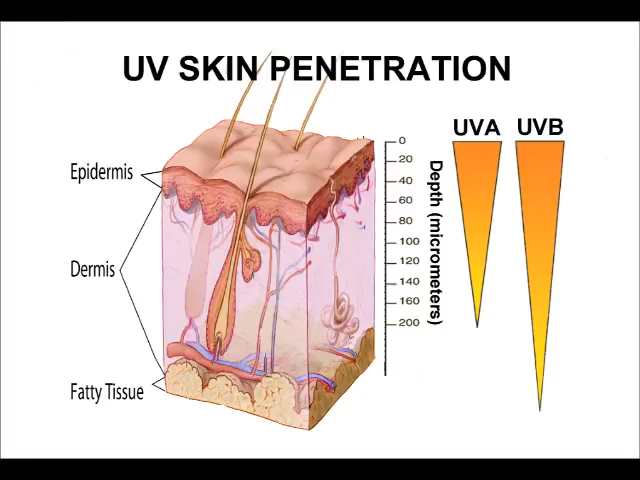 UV SKIN PENETRATION
UVA UVB
Epidermis
Dermis
Fatty Tissue
0
20
40
60
80
100
120
140
160
200
Depth (micrometers)